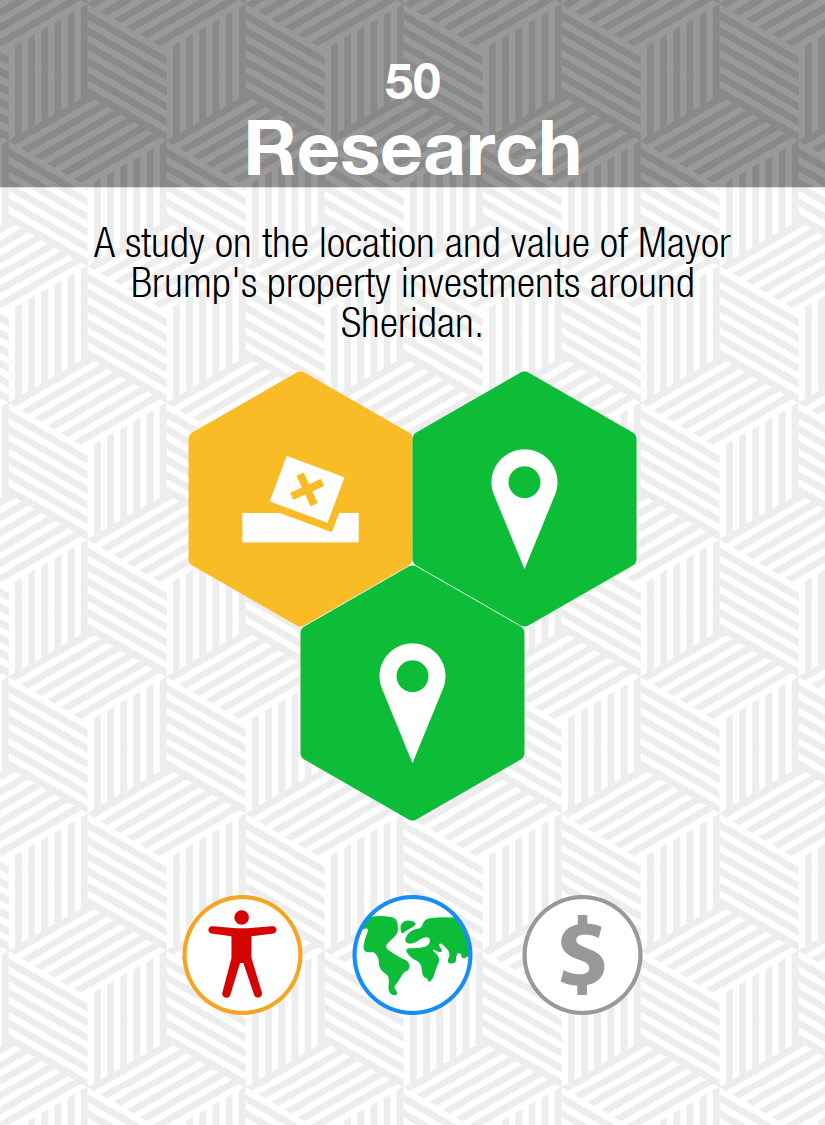 50
Research
A study on the location and value of Mayor
Brump's property investments around
Sheridan.
$